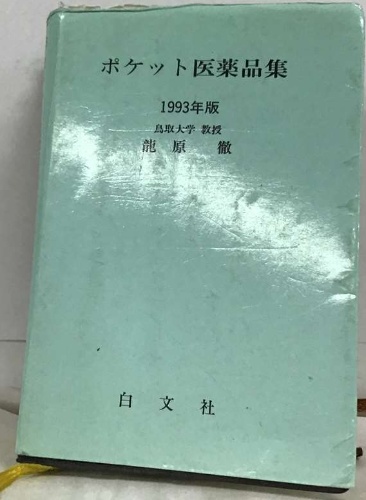 ポケット医薬品集
1993年版
鳥取大学 教授
龍原 徹
白文社